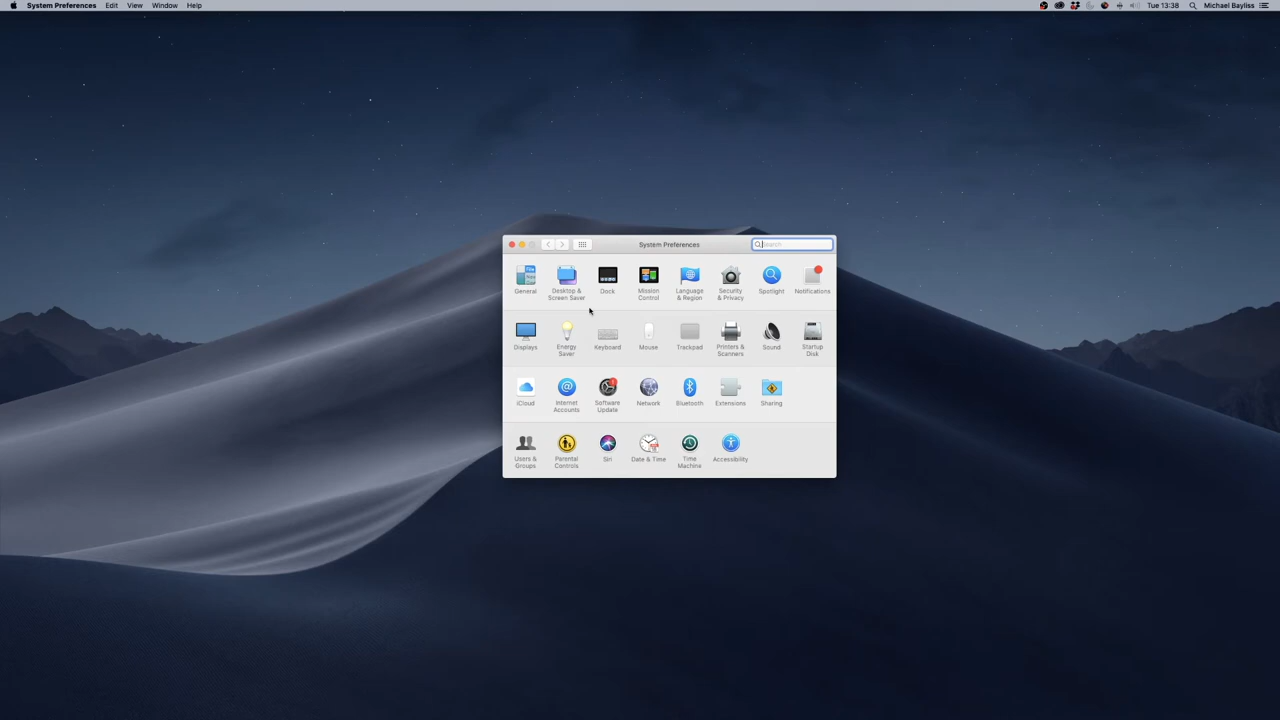 System Preferences Edit View Window Help Tue 13:38 Michael Bayliss
System Preferences Search
General Desktop & Screen Saver Dock Mission Control Language & Region Security & Privacy Spotlight Notifications
Displays Energy Saver Keyboard Mouse Trackpad Printers & Scanners Sound Startup Disk
iCloud Internet Accounts Software Update Network Bluetooth Extensions Sharing
Users & Groups Parental Controls Siri Date & Time Time Machine Accessibility